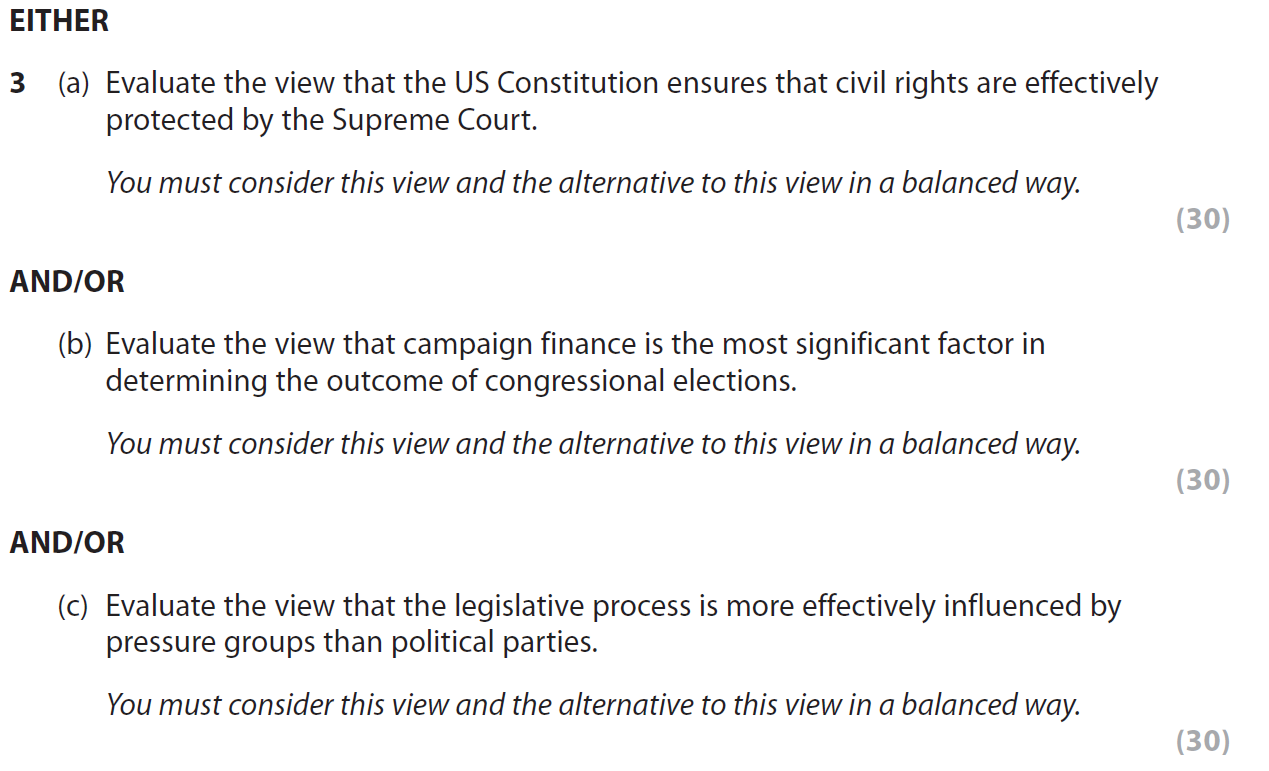 EITHER
3 (a) Evaluate the view that the US Constitution ensures that civil rights are effectively
protected by the Supreme Court.
You must consider this view and the alternative to this view in a balanced way.
(30)
AND/OR
(b) Evaluate the view that campaign finance is the most significant factor in
determining the outcome of congressional elections.
You must consider this view and the alternative to this view in a balanced way.
(30)
AND/OR
(c) Evaluate the view that the legislative process is more effectively influenced by
pressure groups than political parties.
You must consider this view and the alternative to this view in a balanced way.
(30)